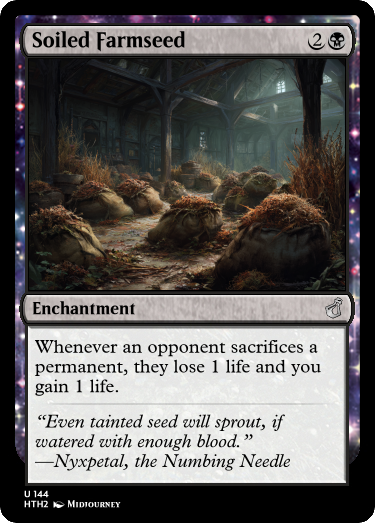 Soiled Farmseed 2
Enchantment
Whenever an opponent sacrifices a
permanent, they lose 1 life and you
gain 1 life.
“Even tainted seed will sprout, if
watered with enough blood.”
—Nyxpetal, the Numbing Needle
U 144
HTH2 Midjourney